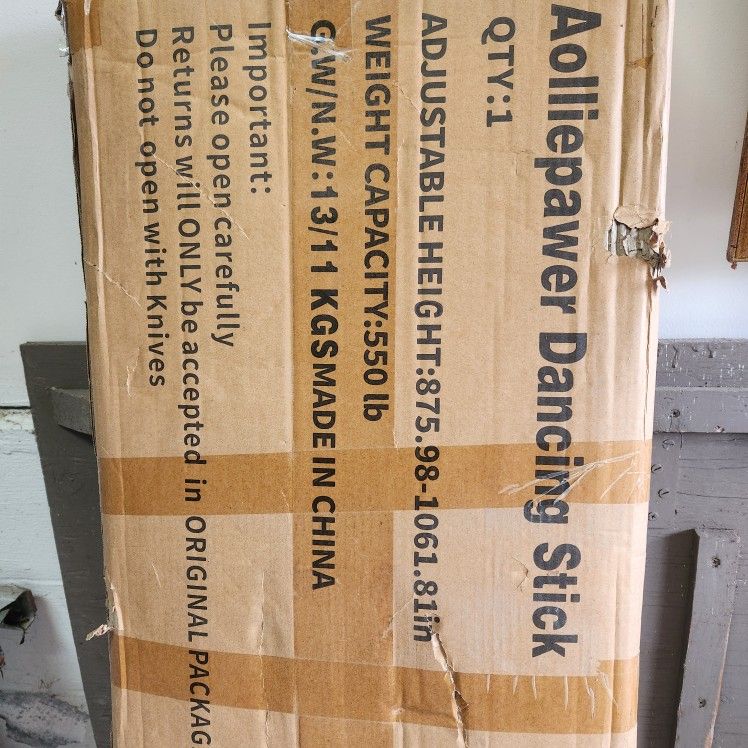 Aolliepawer Dancing Stick
QTY:1
ADJUSTABLE HEIGHT:875.98-1061.81in
WEIGHT CAPACITY:550 lb
G.W/N.W:13/11 KGSMADE IN CHINA
Important:
Please open carefully
Returns will ONLY be accepted in ORIGINAL PACKAG
Do not open with Knives